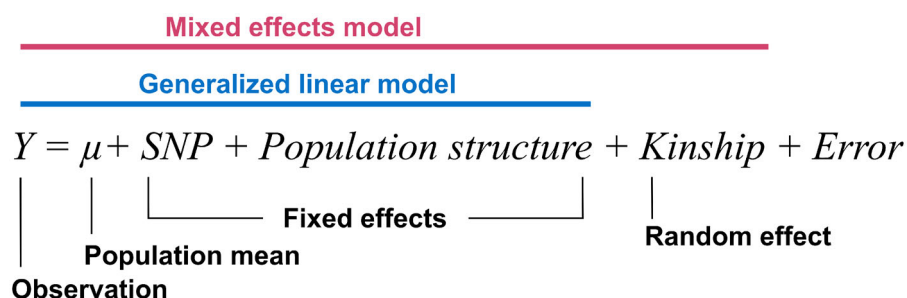 Mixed effects model
Generalized linear model
Y = μ + SNP + Population structure + Kinship + Error
Fixed effects
Random effect
Population mean
Observation